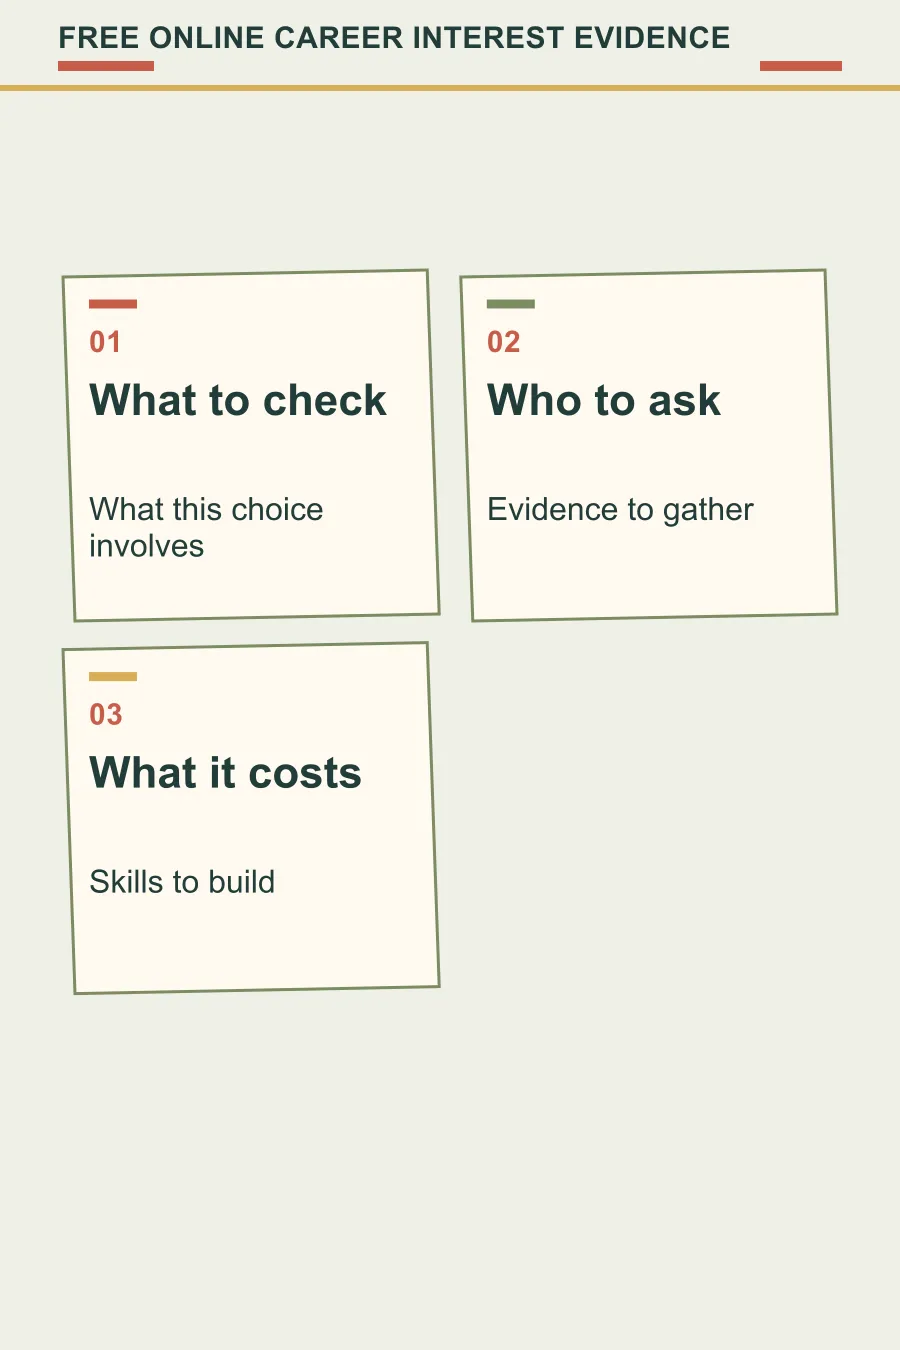 FREE ONLINE CAREER INTEREST EVIDENCE
01
What to check
What this choice
involves
02
Who to ask
Evidence to gather
03
What it costs
Skills to build